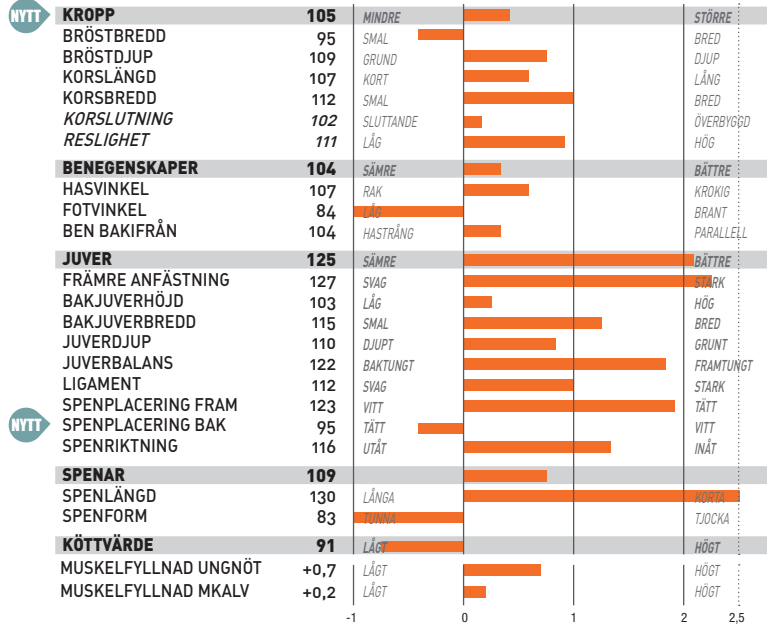 NYTT KROPP 105 MINDRE STÖRRE
BRÖSTBREDD 95 SMAL BRED
BRÖSTDJUP 109 GRUND DJUP
KORSLÄNGD 107 KORT LÅNG
KORSBREDD 112 SMAL BRED
KORSLUTNING 102 SLUTTANDE ÖVERBYGGD
RESLIGHET 111 LÅG HÖG
BENEGENSKAPER 104 SÄMRE BÄTTRE
HASVINKEL 107 RAK KROKIG
FOTVINKEL 84 LÅG BRANT
BEN BAKIFRÅN 104 HASTRÅNG PARALLELL
JUVER 125 SÄMRE BÄTTRE
FRÄMRE ANFÄSTNING 127 SVAG STARK
BAKJUVERHÖJD 103 LÅG HÖG
BAKJUVERBREDD 115 SMAL BRED
JUVERDJUP 110 DJUPT GRUNT
JUVERBALANS 122 BAKTUNGT FRAMTUNGT
LIGAMENT 112 SVAG STARK
SPENPLACERING FRAM 123 VITT TÄTT
NYTT SPENPLACERING BAK 95 TÄTT VITT
SPENRIKTNING 116 UTÅT INÅT
SPENAR 109
SPENLÄNGD 130 LÅNGA KORTA
SPENFORM 83 TUNNA TJOCKA
KÖTTVÄRDE 91 LÅGT HÖGT
MUSKELFYLLNAD UNGNÖT +0,7 LÅGT HÖGT
MUSKELFYLLNAD MKALV +0,2 LÅGT HÖGT
-1 0 1 2 2,5